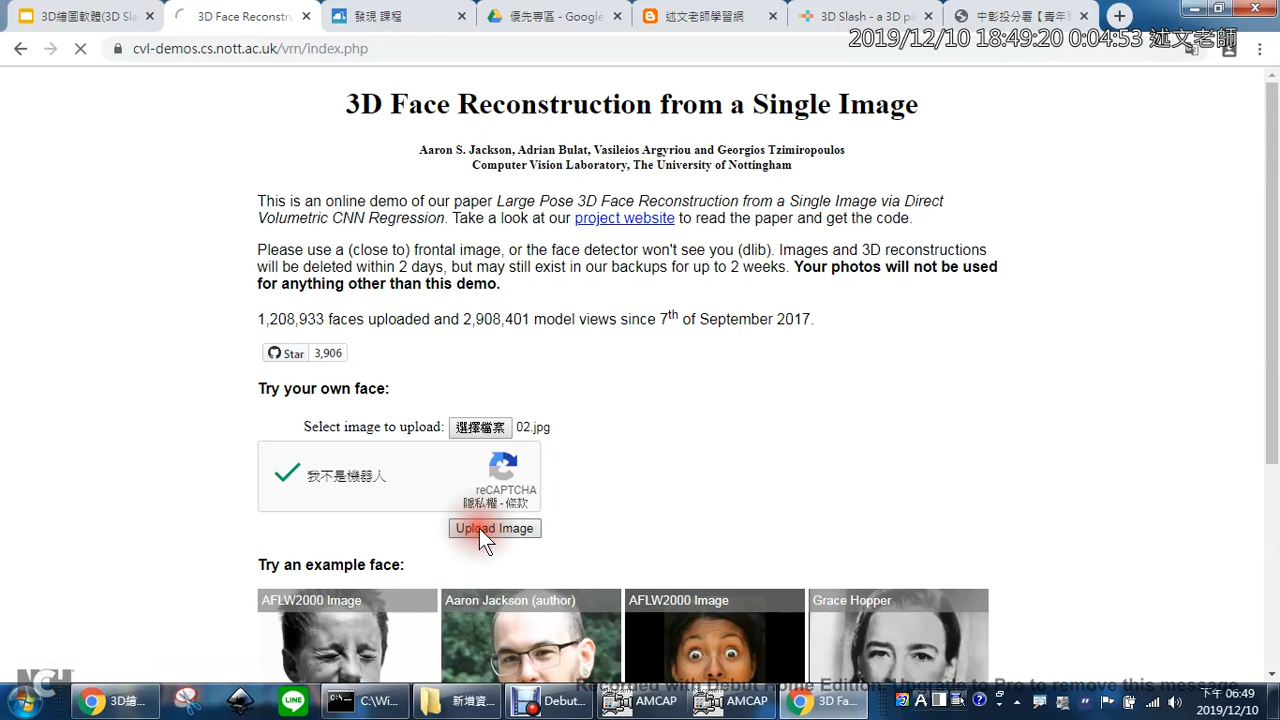 3D繪圖軟體(3D Sla
3D Face Reconstru
發現
優先專區 - Google
述文老師學習網
3D Slash - a 3D pi
中彰投分署 【青年
cvl-demos.cs.nott.ac.uk/vrn/index.php
2019/12/10 18:49:20 0:04:53 述文老師
3D Face Reconstruction from a Single Image
Aaron S. Jackson, Adrian Bulat, Vasileios Argyriou and Georgios Tzimiropoulos
Computer Vision Laboratory, The University of Nottingham
This is an online demo of our paper Large Pose 3D Face Reconstruction from a Single Image via Direct
Volumetric CNN Regression. Take a look at our project website to read the paper and get the code.
Please use a (close to) frontal image, or the face detector won't see you (dlib). Images and 3D reconstructions
will be deleted within 2 days, but may still exist in our backups for up to 2 weeks. Your photos will not be used
for anything other than this demo.
1,208,933 faces uploaded and 2,908,401 model views since 7th of September 2017.
Star 3,906
Try your own face:
Select image to upload: 選擇檔案 02.jpg
我不是機器人
reCAPTCHA
隱私權 - 條款
Upload Image
Try an example face:
AFLW2000 Image
Aaron Jackson (author)
AFLW2000 Image
Grace Hopper
NCH
Recorded with Debut Home Edition. Upgrade to Pro to remove this message
3D
LINE
C:\Wi
新增資
Debut
AMCAP
AMCAP
3D Fa
下午 06:49
2019/12/10